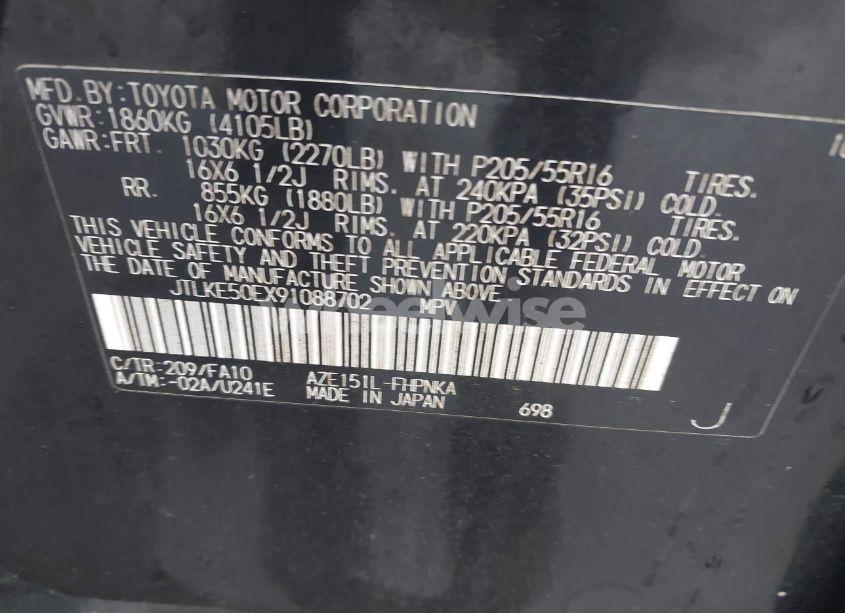 MFD.BY:TOYOTA MOTOR CORPORATION
GVWR:1860KG (4105LB)
GAWR:FRT. 1030KG (2270LB) WITH P205/55R16 TIRES.
16X6 1/2J RIMS. AT 240KPA (35PSI) COLD.
RR. 855KG (1880LB) WITH P205/55R16 TIRES.
16X6 1/2J RIMS. AT 220KPA (32PSI) COLD.
THIS VEHICLE CONFORMS TO ALL APPLICABLE FEDERAL MOTOR
VEHICLE SAFETY AND THEFT PREVENTION STANDARDS IN EFFECT ON
THE DATE OF MANUFACTURE SHOWN ABOVE.
JTLKE50EX91088702 MPV
C/TR:209/FA10 AZE151L-FHPNKA
A/TM:-02A/U241E MADE IN JAPAN 698 J